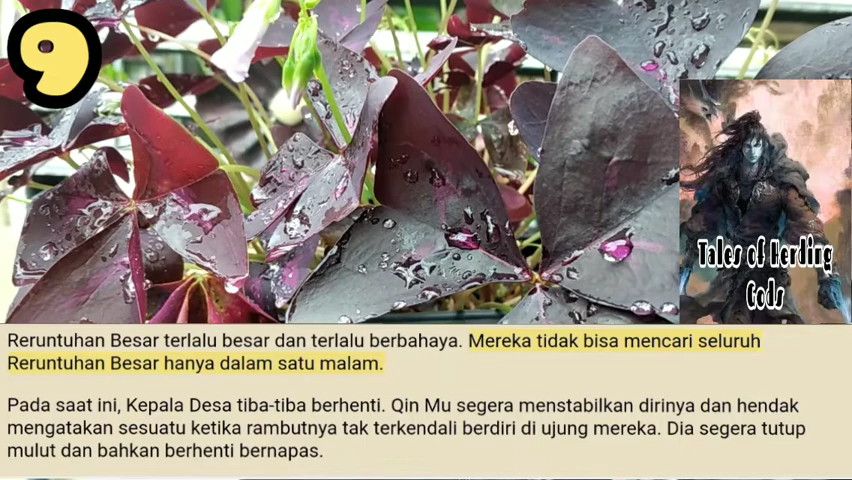 9
Tales of Herding
Gods
Reruntuhan Besar terlalu besar dan terlalu berbahaya. Mereka tidak bisa mencari seluruh
Reruntuhan Besar hanya dalam satu malam.
Pada saat ini, Kepala Desa tiba-tiba berhenti. Qin Mu segera menstabilkan dirinya dan hendak
mengatakan sesuatu ketika rambutnya tak terkendali berdiri di ujung mereka. Dia segera tutup
mulut dan bahkan berhenti bernapas.